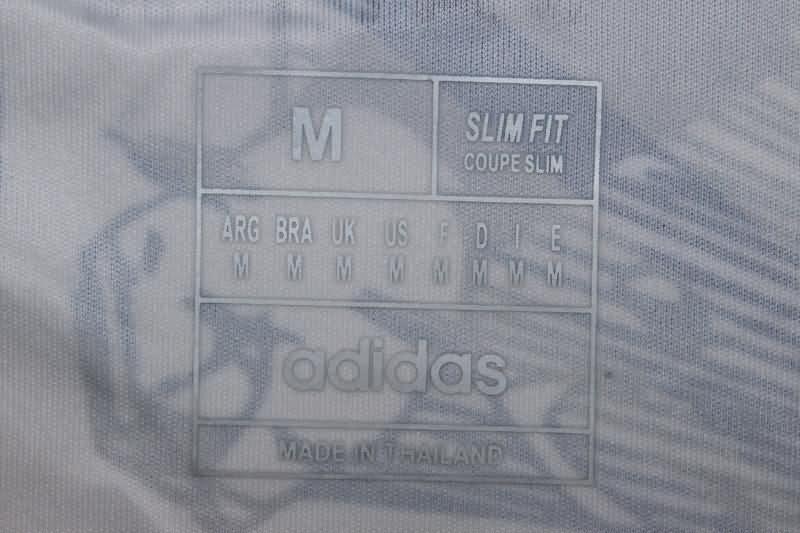 M
SLIM FIT
COUPE SLIM
ARG BRA UK US F D I E
M M M M M M M M
adidas
MADE IN THAILAND